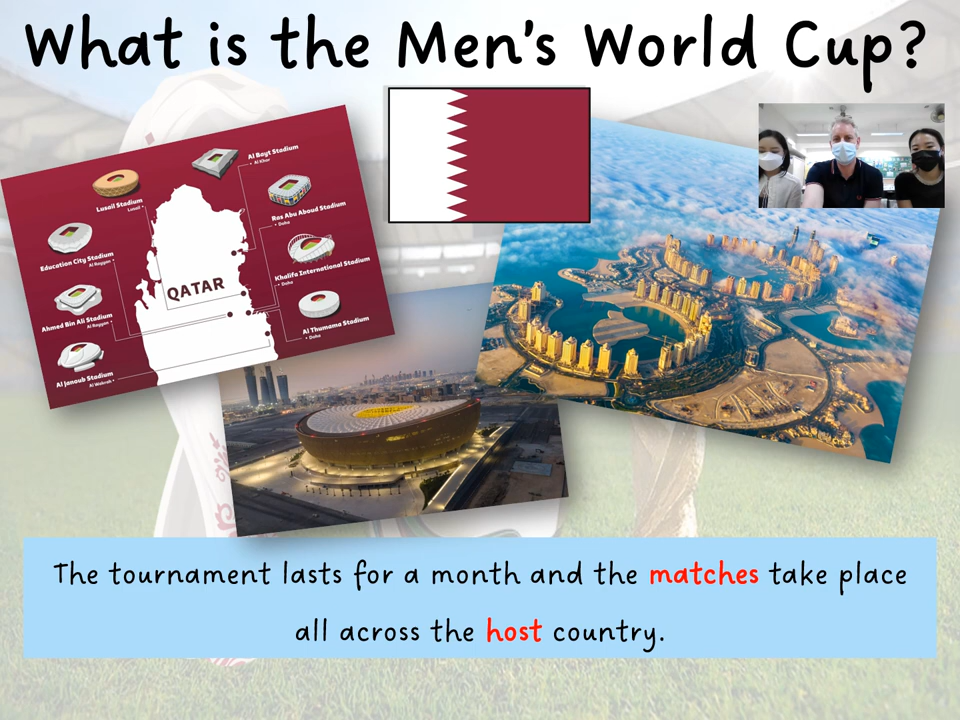 What is the Men's World Cup?
Al Bayt Stadium
• Al Khor
Lusail Stadium
Lusail •
Ras Abu Aboud Stadium
• Doha
Education City Stadium
Al Rayyan •
Khalifa International Stadium
• Doha
QATAR
Ahmed Bin Ali Stadium
Al Rayyan •
Al Thumama Stadium
• Doha
Al Janoub Stadium
Al Wakrah •
The tournament lasts for a month and the matches take place
all across the host country.